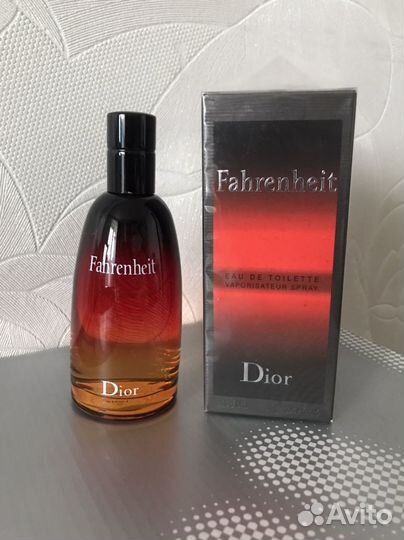 Fahrenheit
Dior
Fahrenheit
EAU DE TOILETTE
VAPORISATEUR SPRAY
Dior
Avito